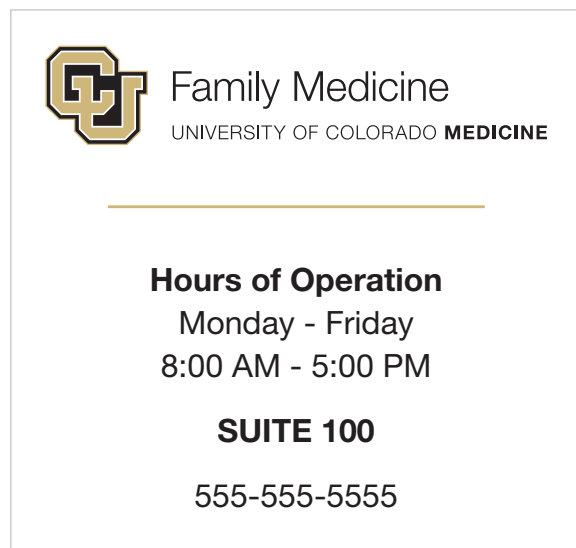 CU
Family Medicine
UNIVERSITY OF COLORADO MEDICINE
Hours of Operation
Monday - Friday
8:00 AM - 5:00 PM
SUITE 100
555-555-5555